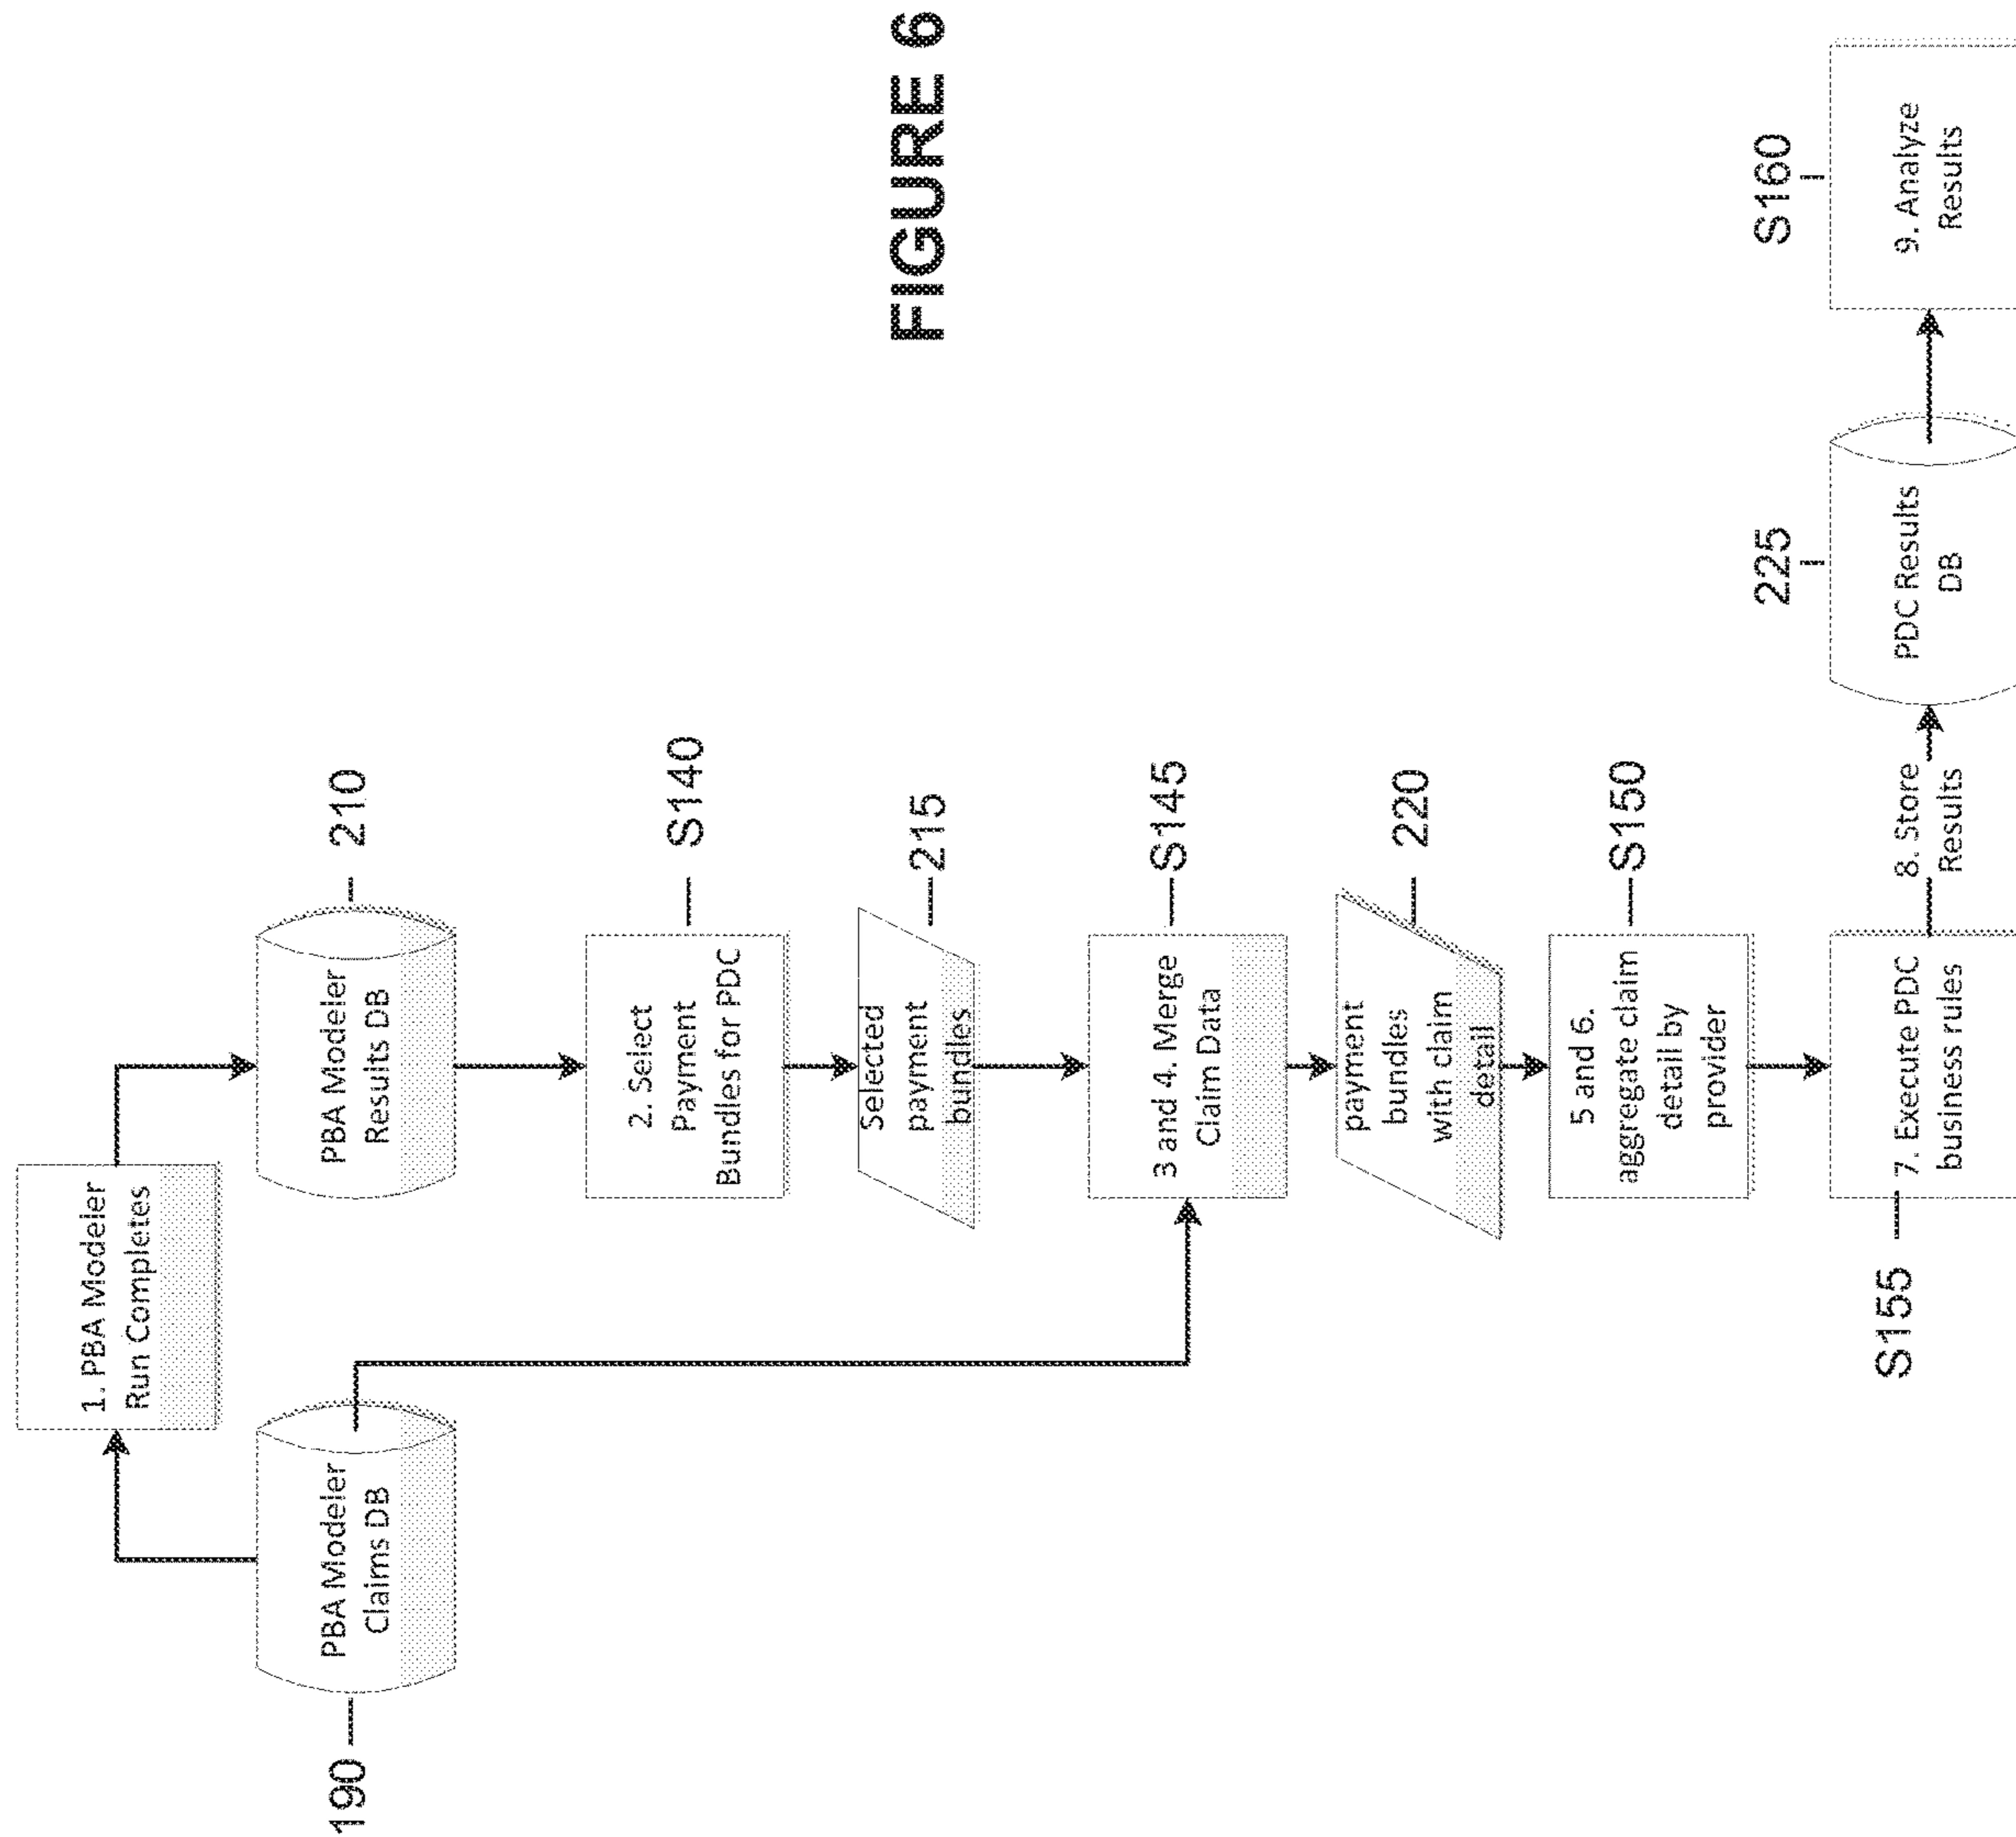 1. PBA Modeler
Run Completes
190
PBA Modeler
Claims DB
PBA Modeler
Results DB
210
2. Select
Payment
Bundles for PDC
S140
Selected
payment
bundles
215
3 and 4. Merge
Claim Data
S145
payment
bundles
with claim
detail
220
5 and 6.
aggregate claim
detail by
provider
S150
S155
7. Execute PDC
business rules
8. Store
Results
PDC Results
DB
225
9. Analyze
Results
S160
FIGURE 6